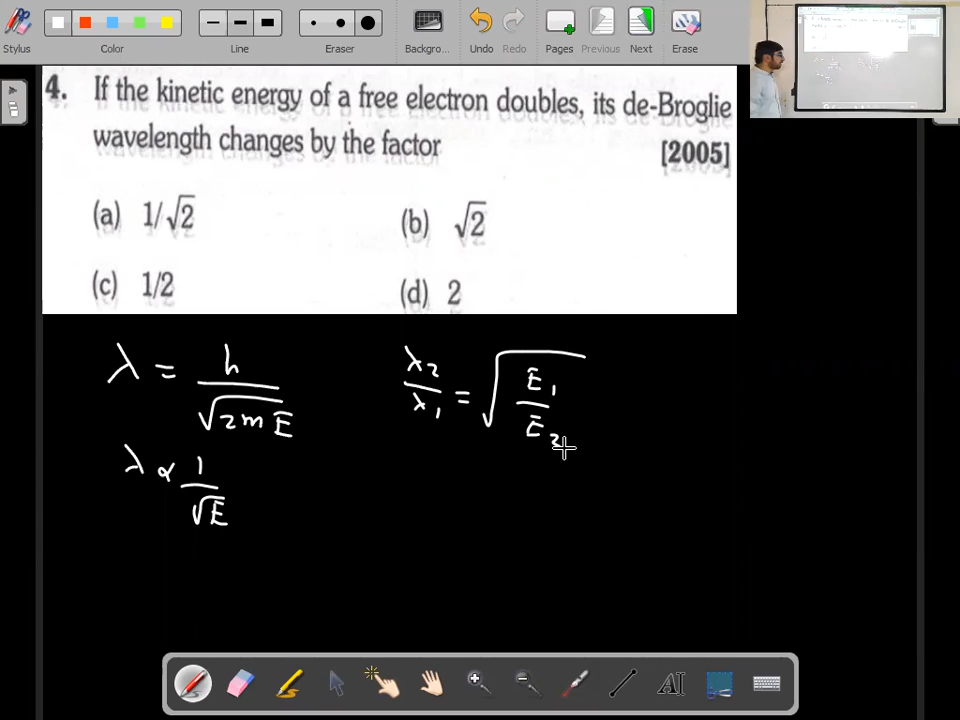 Stylus
Color
Line
Eraser
Backgro...
Undo
Redo
Pages
Previous
Next
Erase
4. If the kinetic energy of a free electron doubles, its de-Broglie
wavelength changes by the factor [2005]
(a) 1/√2 (b) √2
(c) 1/2 (d) 2
λ = h/√(2mE)
λ ∝ 1/√E
λ2/λ1 = √(E1/E2)
AI